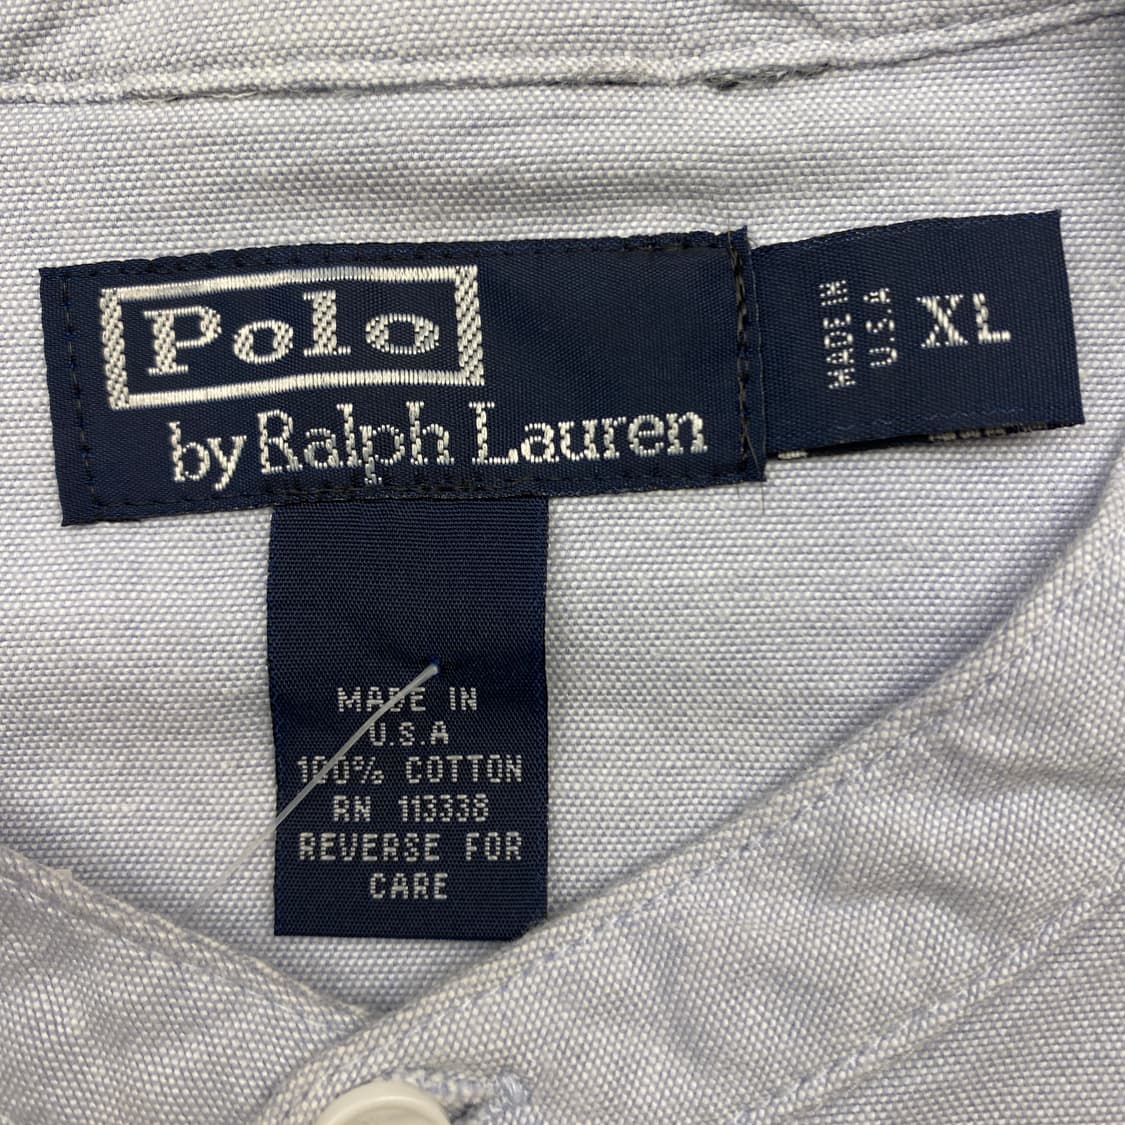 Polo
by Ralph Lauren
MADE IN
U.S.A
XL
MADE IN
U.S.A
100% COTTON
RN 113338
REVERSE FOR
CARE